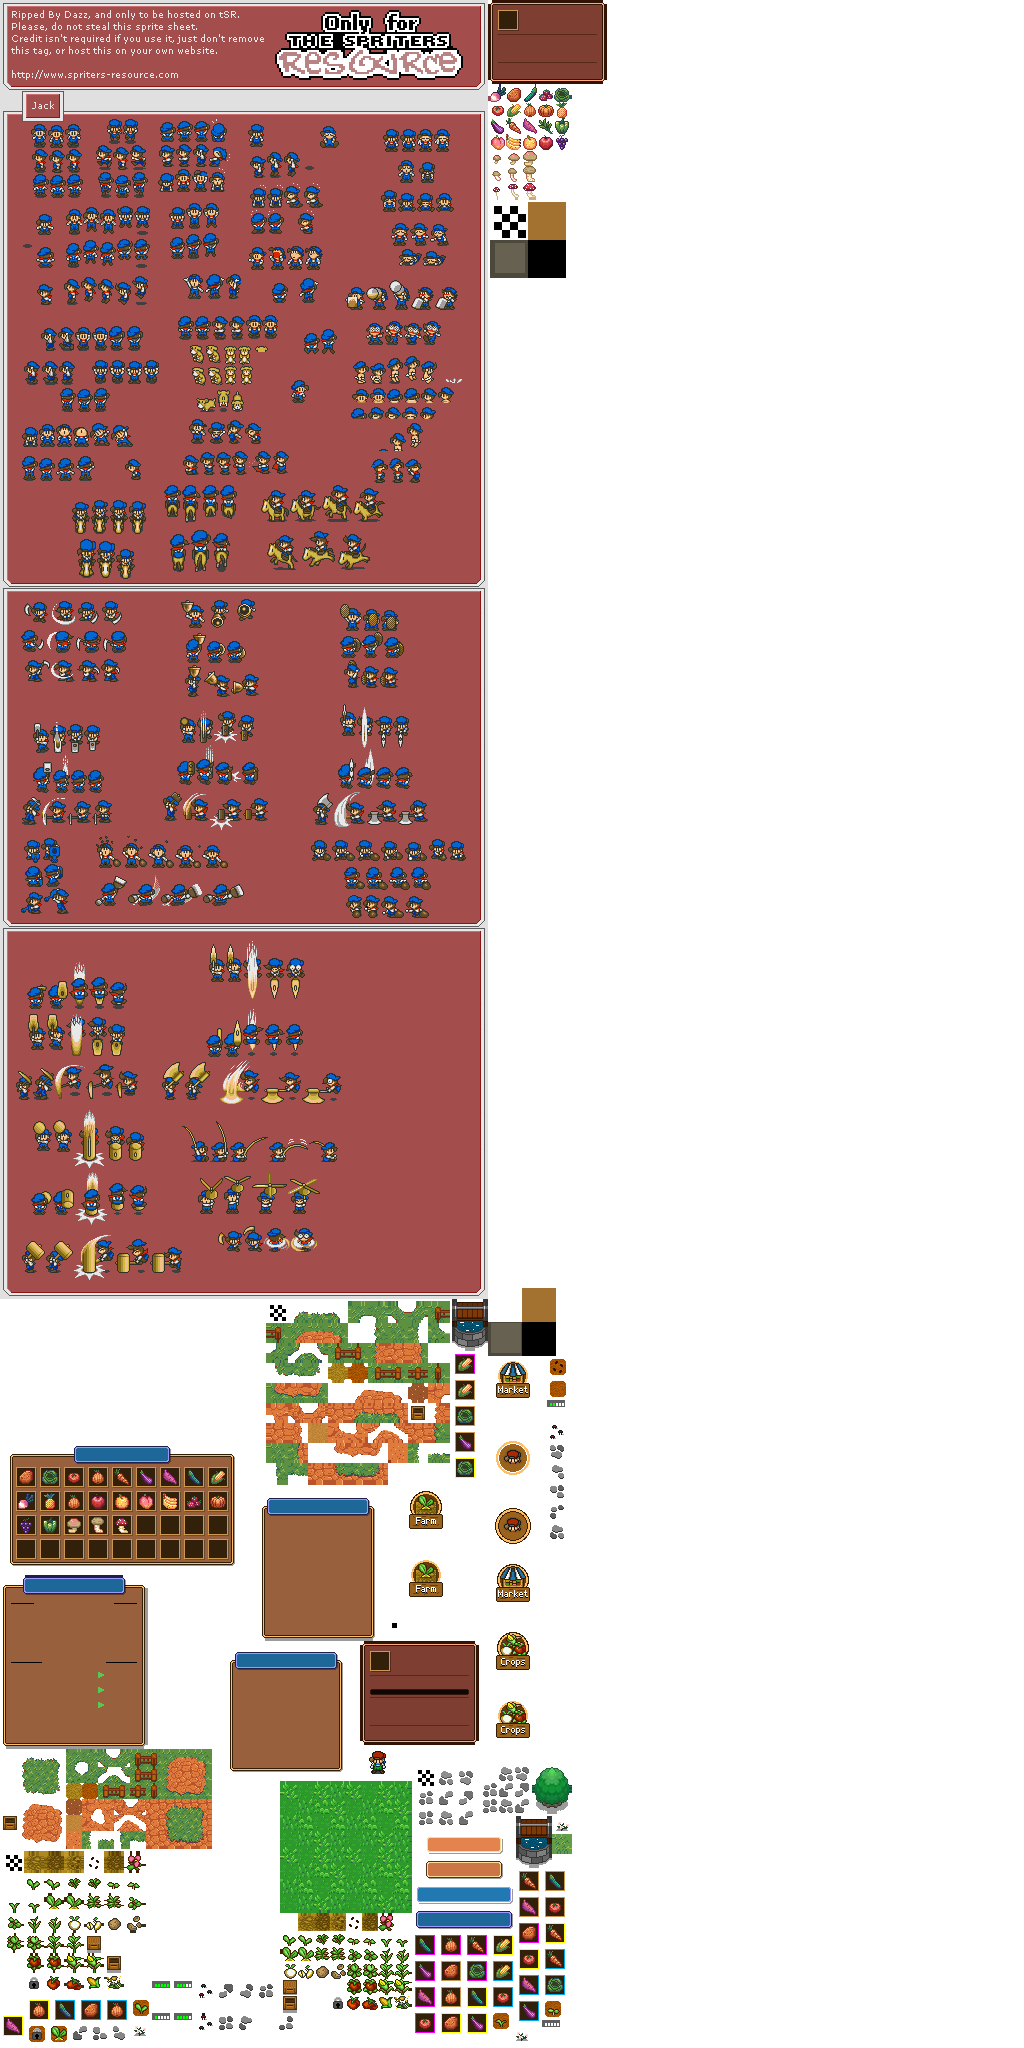 Ripped By Dazz, and only to be hosted on tSR.
Please, do not steal this sprite sheet.
Credit isn't required if you use it, just don't remove
this tag, or host this on your own website.
http://www.spriters-resource.com
Only for
THE SPRITERS
RESOURCE
Jack
Market
Farm
Farm
Market
Crops
Crops